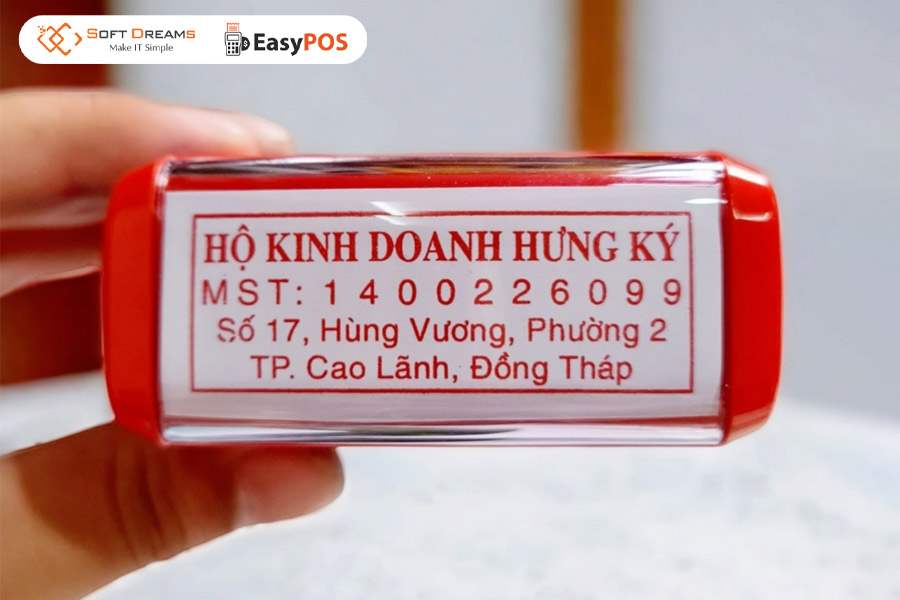 SOFT DREAMS
Make IT Simple
EasyPOS
HỘ KINH DOANH HƯNG KÝ
MST: 1400226099
Số 17, Hùng Vương, Phường 2
TP. Cao Lãnh, Đồng Tháp